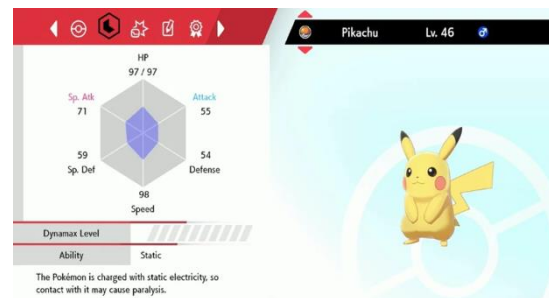 Pikachu Lv. 46 ♂
HP
97 / 97
Sp. Atk
71
Attack
55
59
Sp. Def
54
Defense
98
Speed
Dynamax Level
Ability Static
The Pokémon is charged with static electricity, so
contact with it may cause paralysis.